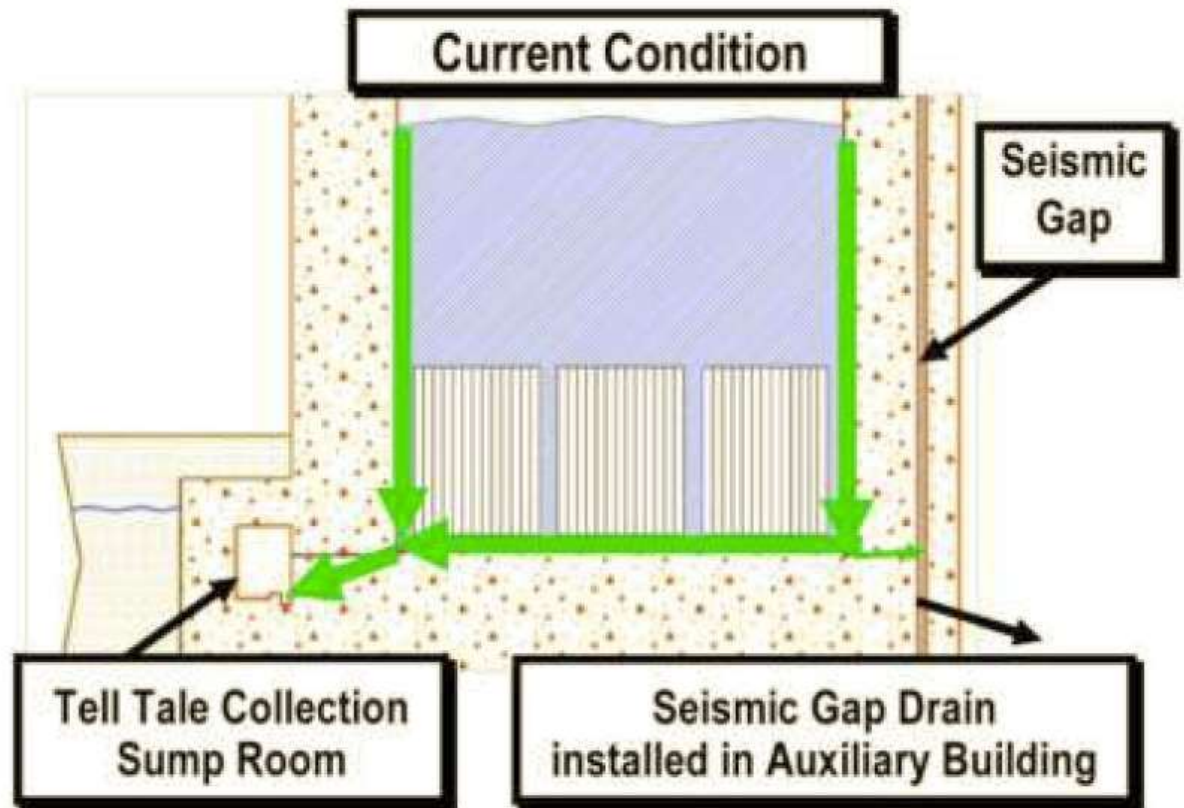 Current Condition
Seismic
Gap
Tell Tale Collection
Sump Room
Seismic Gap Drain
installed in Auxiliary Building